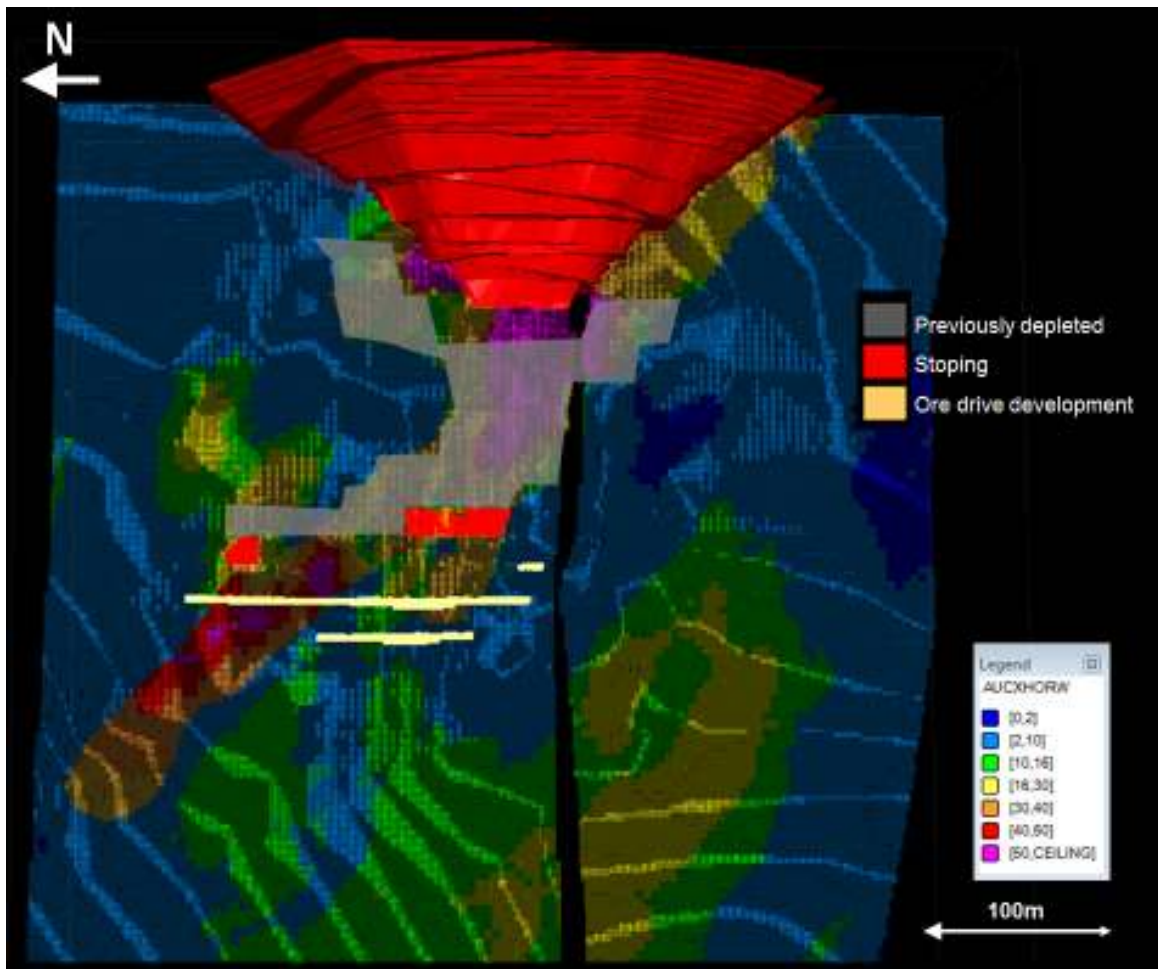 N
Previously depleted
Stoping
Ore drive development
Legend
AUCXHORW
[0,2]
[2,10]
[10,16]
[16,30]
[30,40]
[40,50]
[50,CEILING]
100m